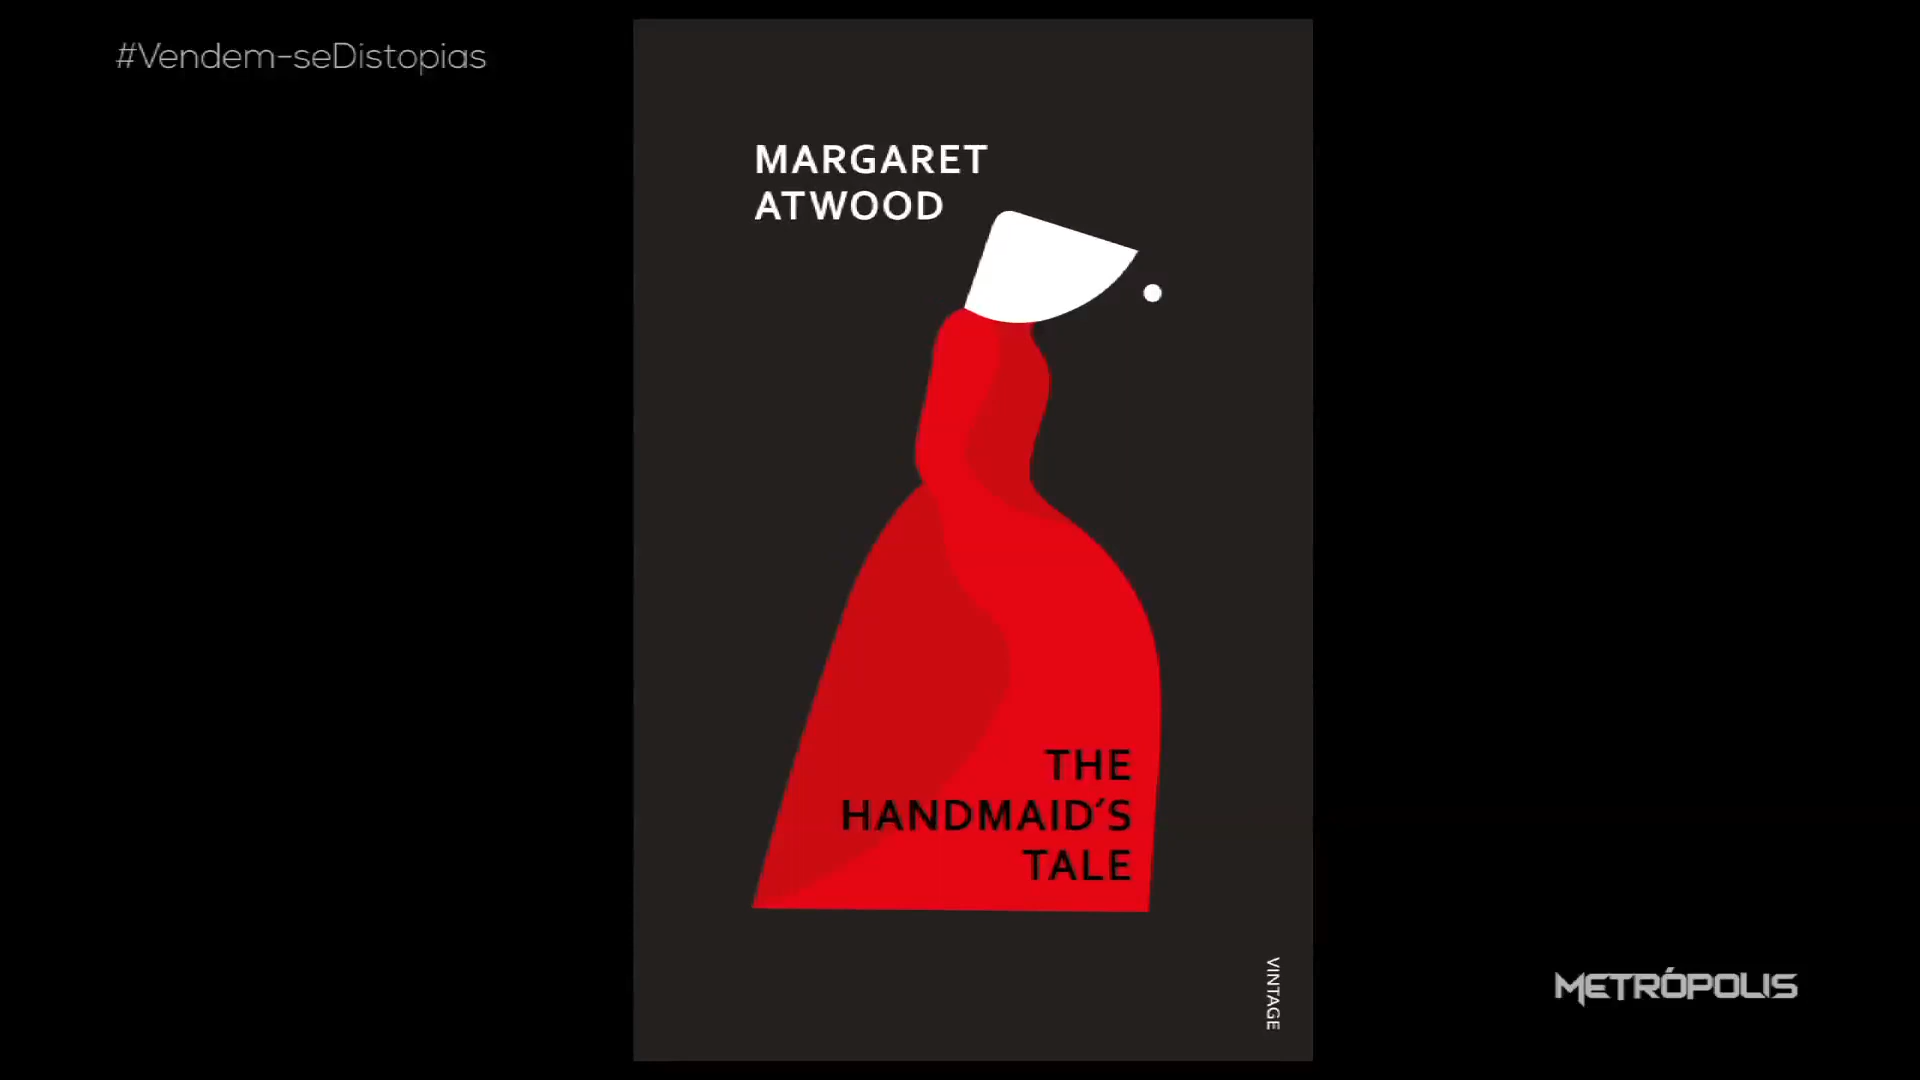 #Vendem-seDistopias
MARGARET
ATWOOD
THE
HANDMAID'S
TALE
VINTAGE
METRÓPOLIS